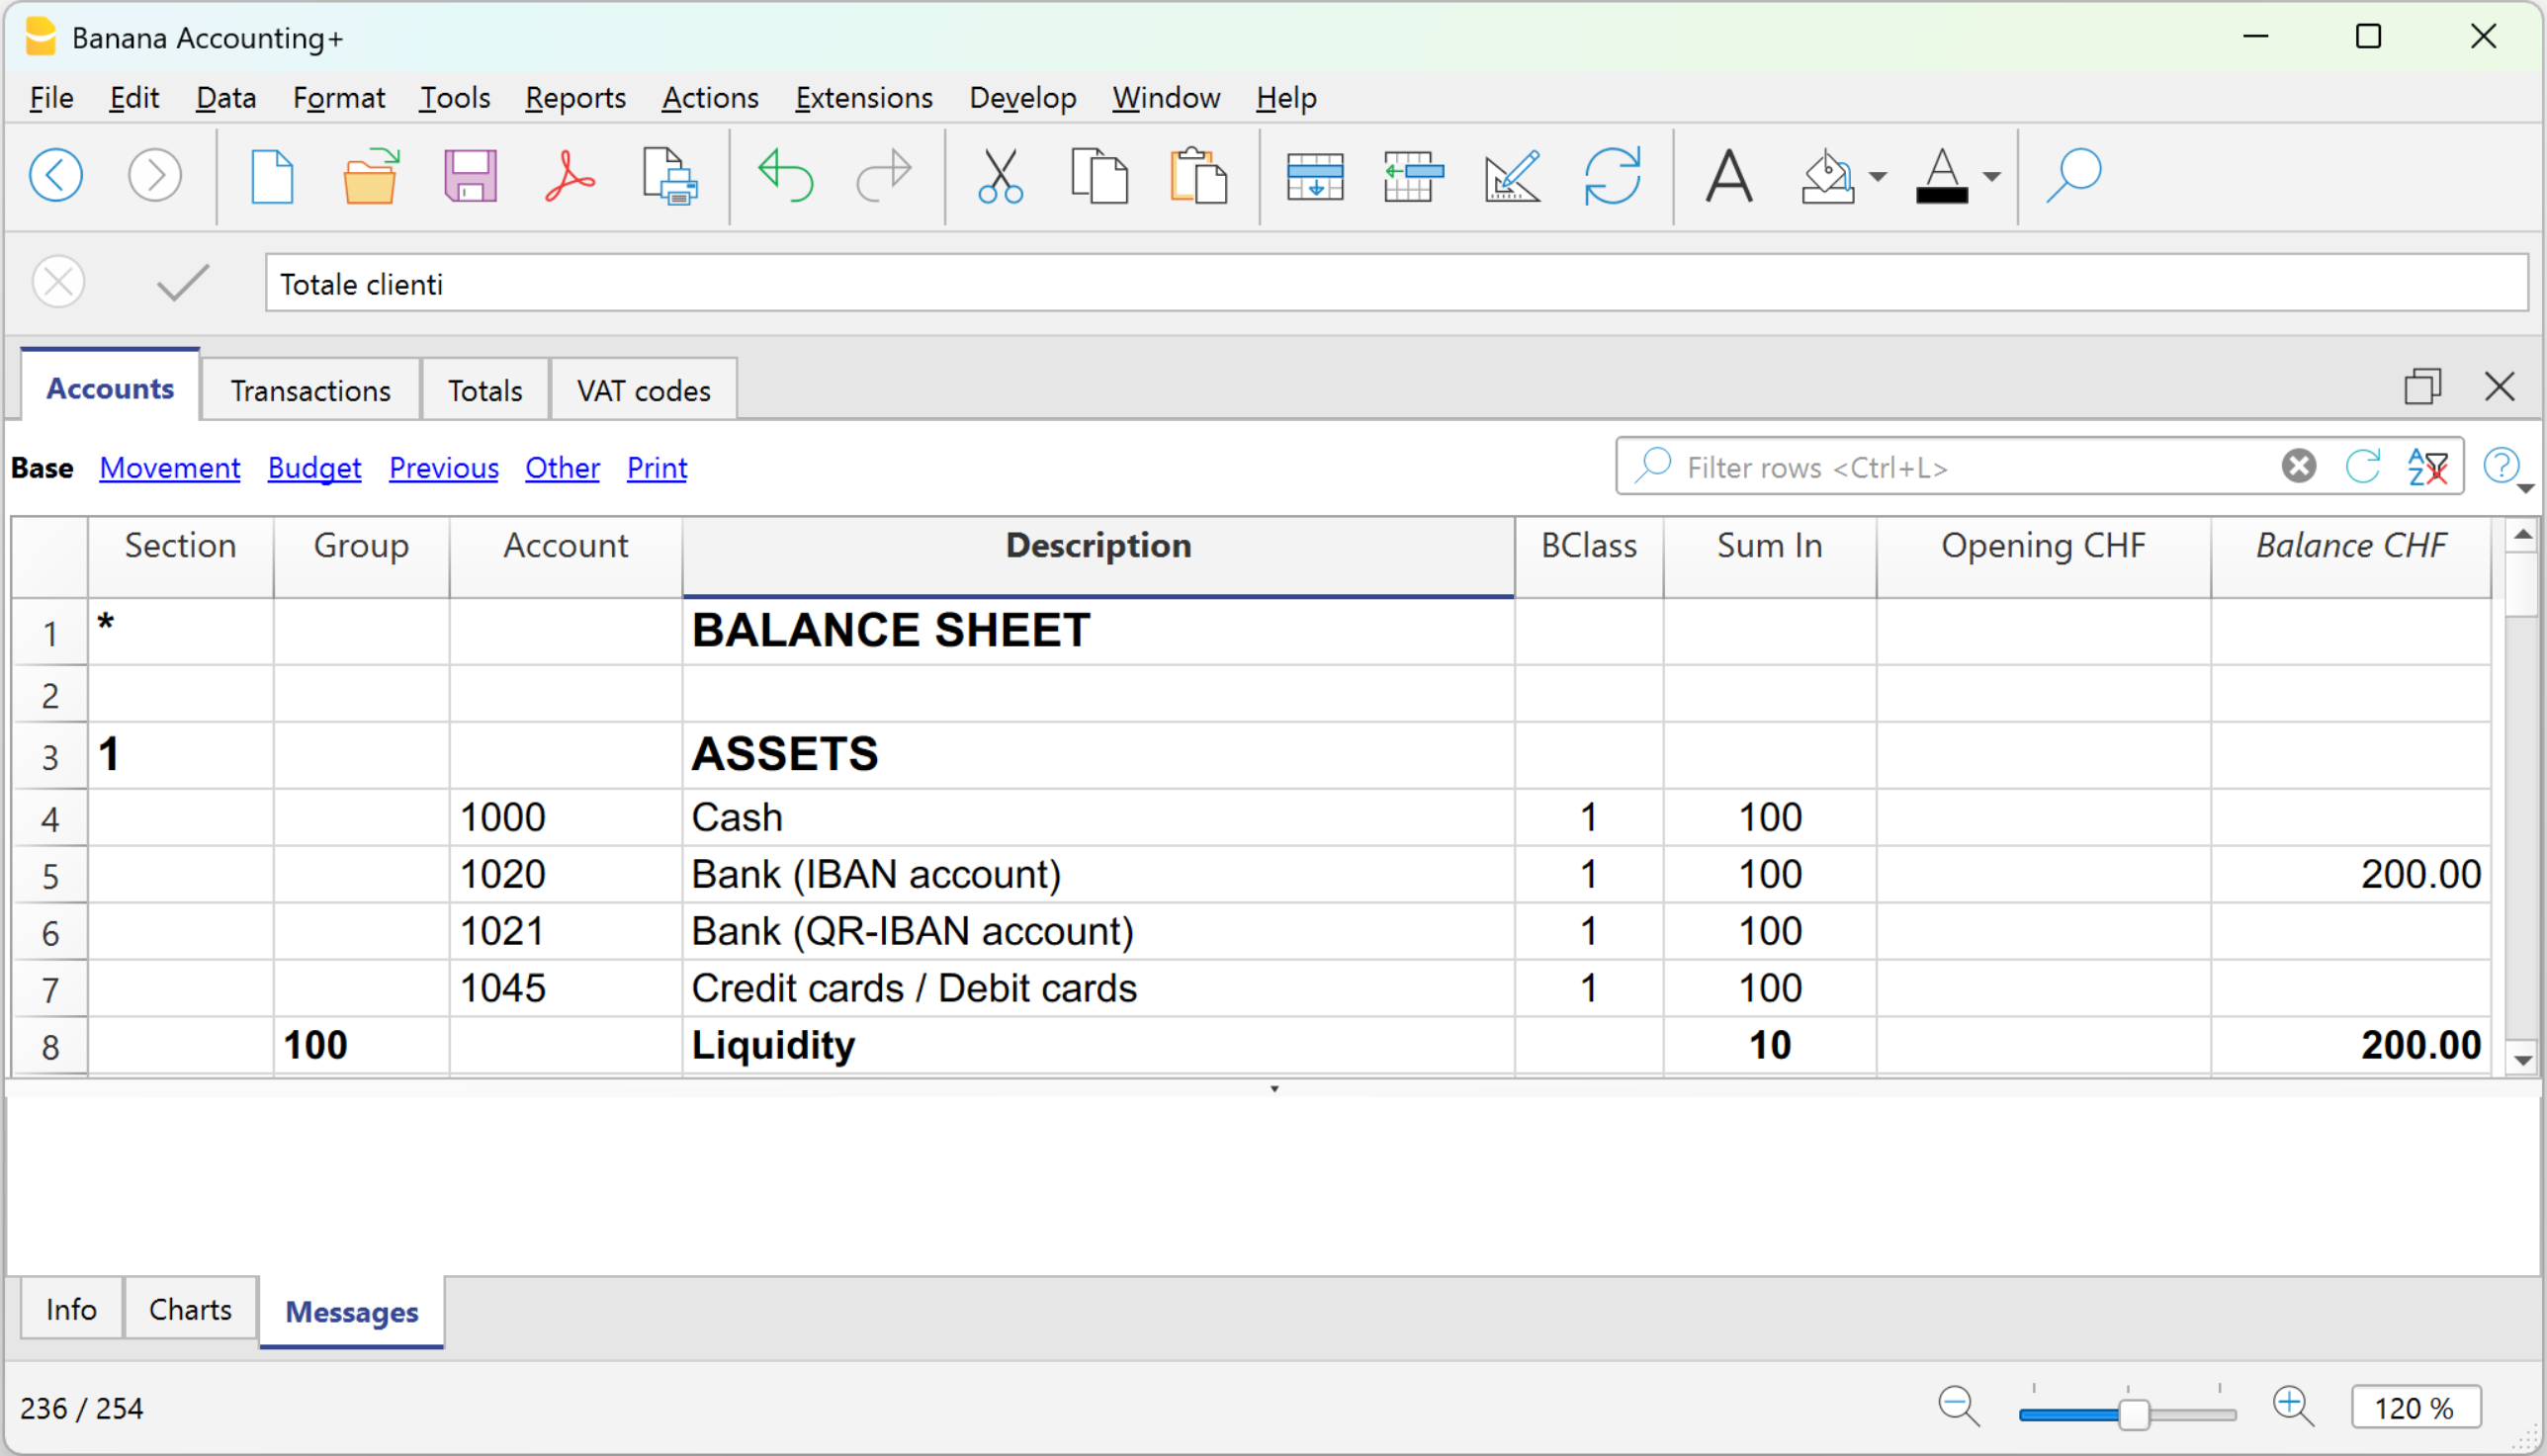 Banana Accounting+
File Edit Data Format Tools Reports Actions Extensions Develop Window Help
Totale clienti
Accounts Transactions Totals VAT codes
Base Movement Budget Previous Other Print Filter rows <Ctrl+L>
Section Group Account Description BClass Sum In Opening CHF Balance CHF
1 * BALANCE SHEET
2
3 1 ASSETS
4 1000 Cash 1 100
5 1020 Bank (IBAN account) 1 100 200.00
6 1021 Bank (QR-IBAN account) 1 100
7 1045 Credit cards / Debit cards 1 100
8 100 Liquidity 10 200.00
Info Charts Messages
236 / 254 120 %